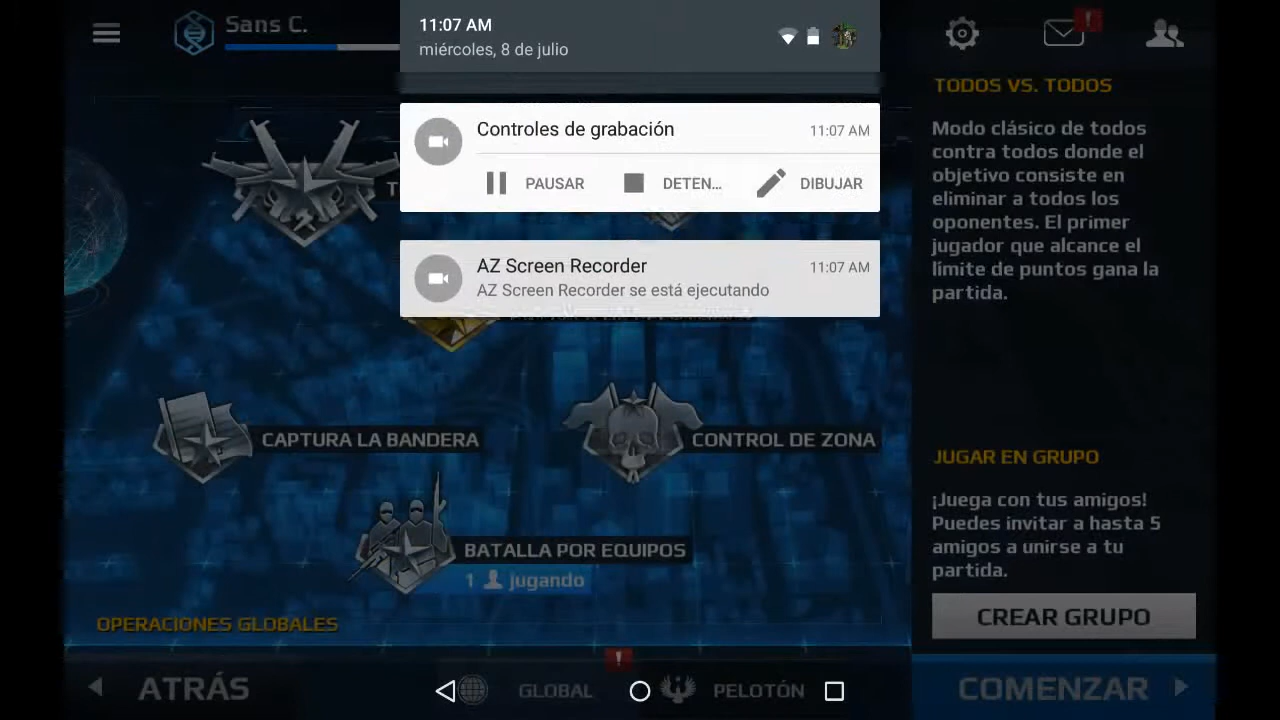 Sans C.
11:07 AM
miércoles, 8 de julio
Controles de grabación
11:07 AM
PAUSAR
DETEN...
DIBUJAR
AZ Screen Recorder
11:07 AM
AZ Screen Recorder se está ejecutando
CAPTURA LA BANDERA
CONTROL DE ZONA
BATALLA POR EQUIPOS
1 jugando
OPERACIONES GLOBALES
ATRÁS
GLOBAL
PELOTÓN
TODOS VS. TODOS
Modo clásico de todos
contra todos donde el
objetivo consiste en
eliminar a todos los
oponentes. El primer
jugador que alcance el
límite de puntos gana la
partida.
JUGAR EN GRUPO
¡Juega con tus amigos!
Puedes invitar a hasta 5
amigos a unirse a tu
partida.
CREAR GRUPO
COMENZAR